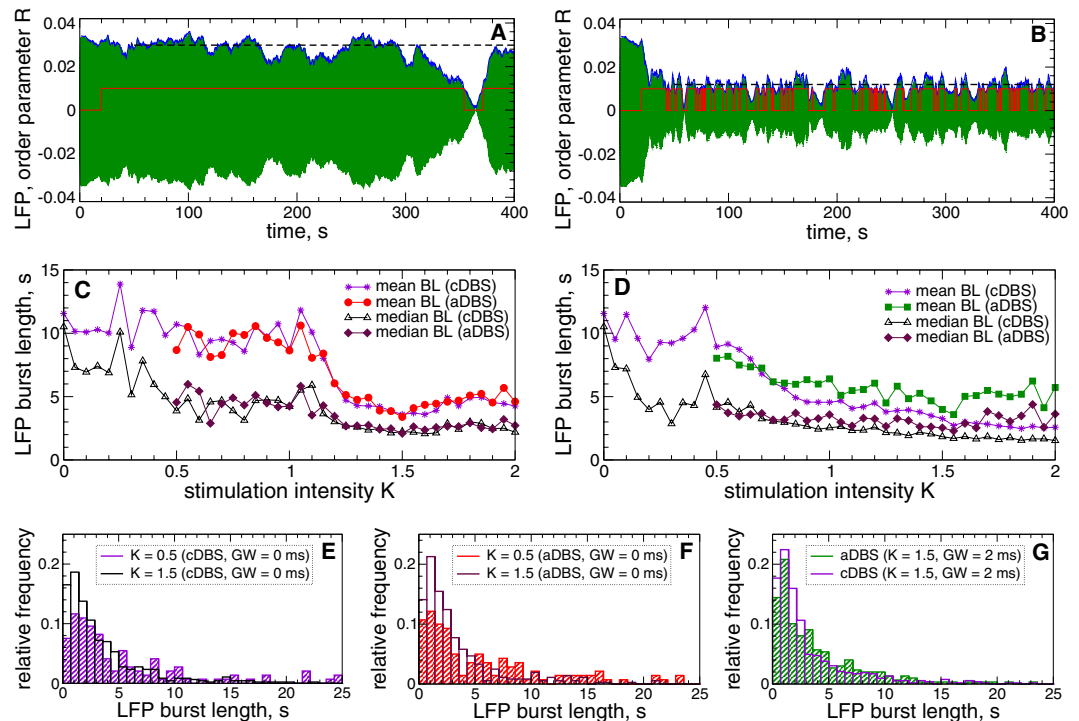 A
LFP, order parameter R
0.04
0.02
0
-0.02
-0.04
0
100
200
300
400
time, s
B
LFP, order parameter R
0.04
0.02
0
-0.02
-0.04
0
100
200
300
400
time, s
C
LFP burst length, s
15
10
5
0
mean BL (cDBS)
mean BL (aDBS)
median BL (cDBS)
median BL (aDBS)
0
0.5
1
1.5
2
stimulation intensity K
D
LFP burst length, s
15
10
5
0
mean BL (cDBS)
mean BL (aDBS)
median BL (cDBS)
median BL (aDBS)
0
0.5
1
1.5
2
stimulation intensity K
E
relative frequency
0.2
0.1
0
K = 0.5 (cDBS, GW = 0 ms)
K = 1.5 (cDBS, GW = 0 ms)
0
5
10
15
20
25
LFP burst length, s
F
relative frequency
0.2
0.1
0
K = 0.5 (aDBS, GW = 0 ms)
K = 1.5 (aDBS, GW = 0 ms)
0
5
10
15
20
25
LFP burst length, s
G
relative frequency
0.2
0.1
0
aDBS (K = 1.5, GW = 2 ms)
cDBS (K = 1.5, GW = 2 ms)
0
5
10
15
20
25
LFP burst length, s